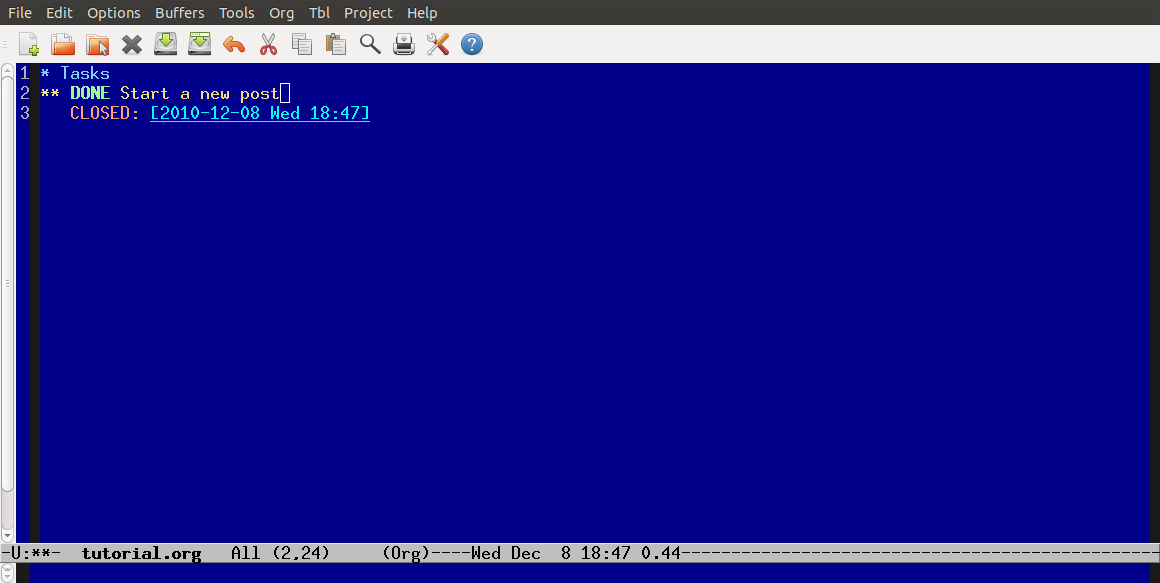 File Edit Options Buffers Tools Org Tbl Project Help
1 * Tasks
2 ** DONE Start a new post
3    CLOSED: [2010-12-08 Wed 18:47]
-U:**-  tutorial.org   All (2,24)     (Org)----Wed Dec  8 18:47 0.44------------------------------------------------